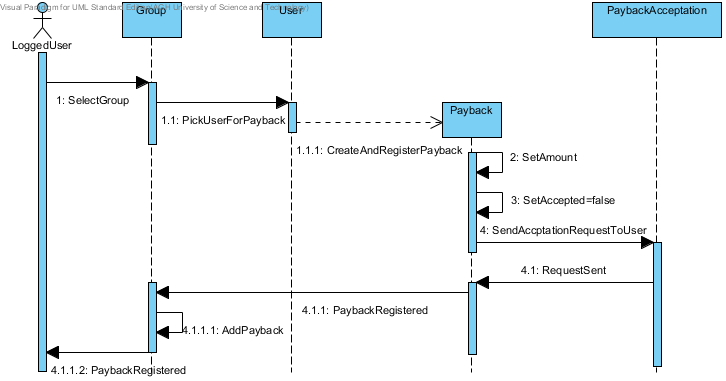 Visual Paradigm for UML Standard Edition(AGH University of Science and Technology)
Group
User
PaybackAcceptation
LoggedUser
1: SelectGroup
1.1: PickUserForPayback
Payback
1.1.1: CreateAndRegisterPayback
2: SetAmount
3: SetAccepted=false
4: SendAccptationRequestToUser
4.1: RequestSent
4.1.1: PaybackRegistered
4.1.1.1: AddPayback
4.1.1.2: PaybackRegistered